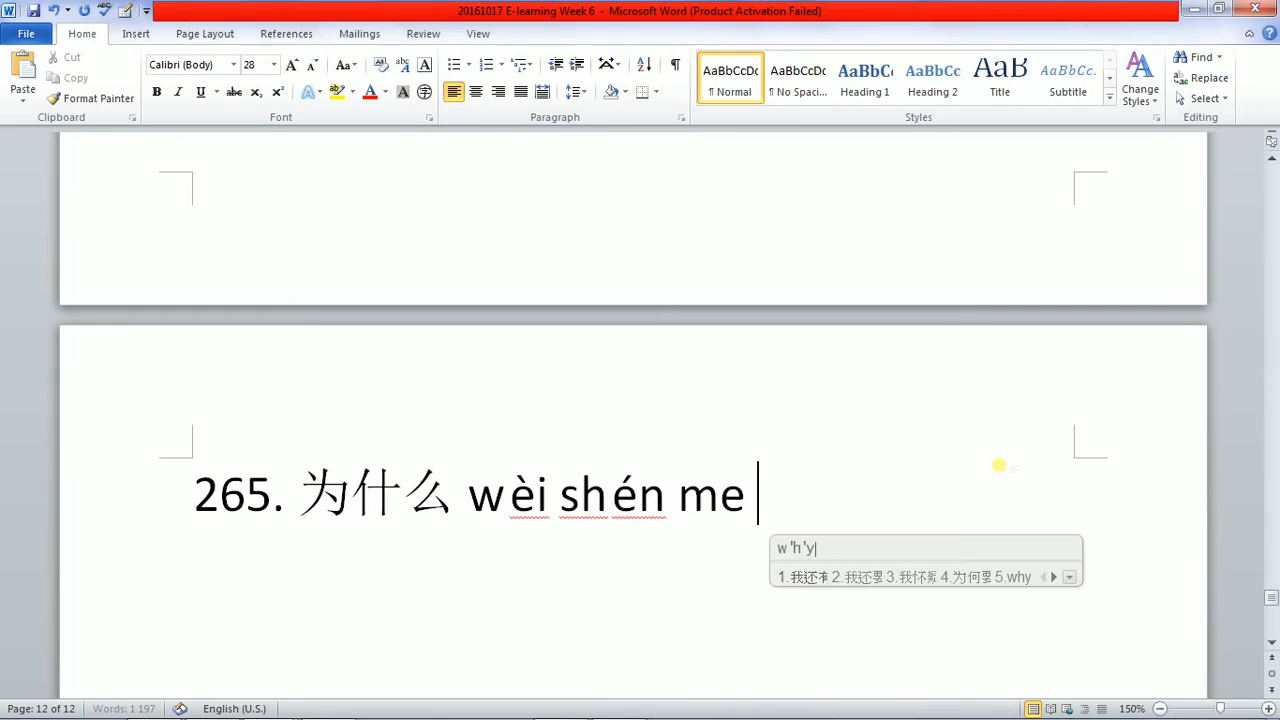 20161017 E-learning Week 6 - Microsoft Word (Product Activation Failed)
File Home Insert Page Layout References Mailings Review View
Cut
Copy
Format Painter
Paste
Clipboard
Calibri (Body) 28
Font
Paragraph
AaBbCcDc AaBbCcDc AaBbCc AaBbCc AaB AaBbCcDc
¶ Normal ¶ No Spaci... Heading 1 Heading 2 Title Subtitle
Change Styles
Styles
Find
Replace
Select
Editing
265. 为什么 wèi shén me
w'h'y
1.我还有 2.我还要 3.我怀疑 4.为何要 5.why
Page: 12 of 12 Words: 1 197 English (U.S.) 150%